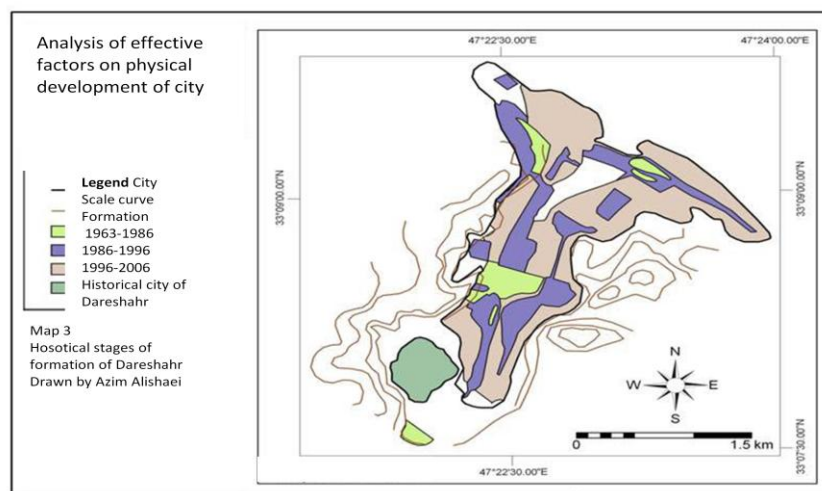 Analysis of effective
factors on physical
development of city
Legend City
Scale curve
Formation
1963-1986
1986-1996
1996-2006
Historical city of
Dareshahr
Map 3
Hosotical stages of
formation of Dareshahr
Drawn by Azim Alishaei
47°22'30.00"E
47°24'00.00"E
33°09'00.00"N
33°09'00.00"N
N
W
E
S
0
1.5 km
33°07'30.00"N
47°22'30.00"E